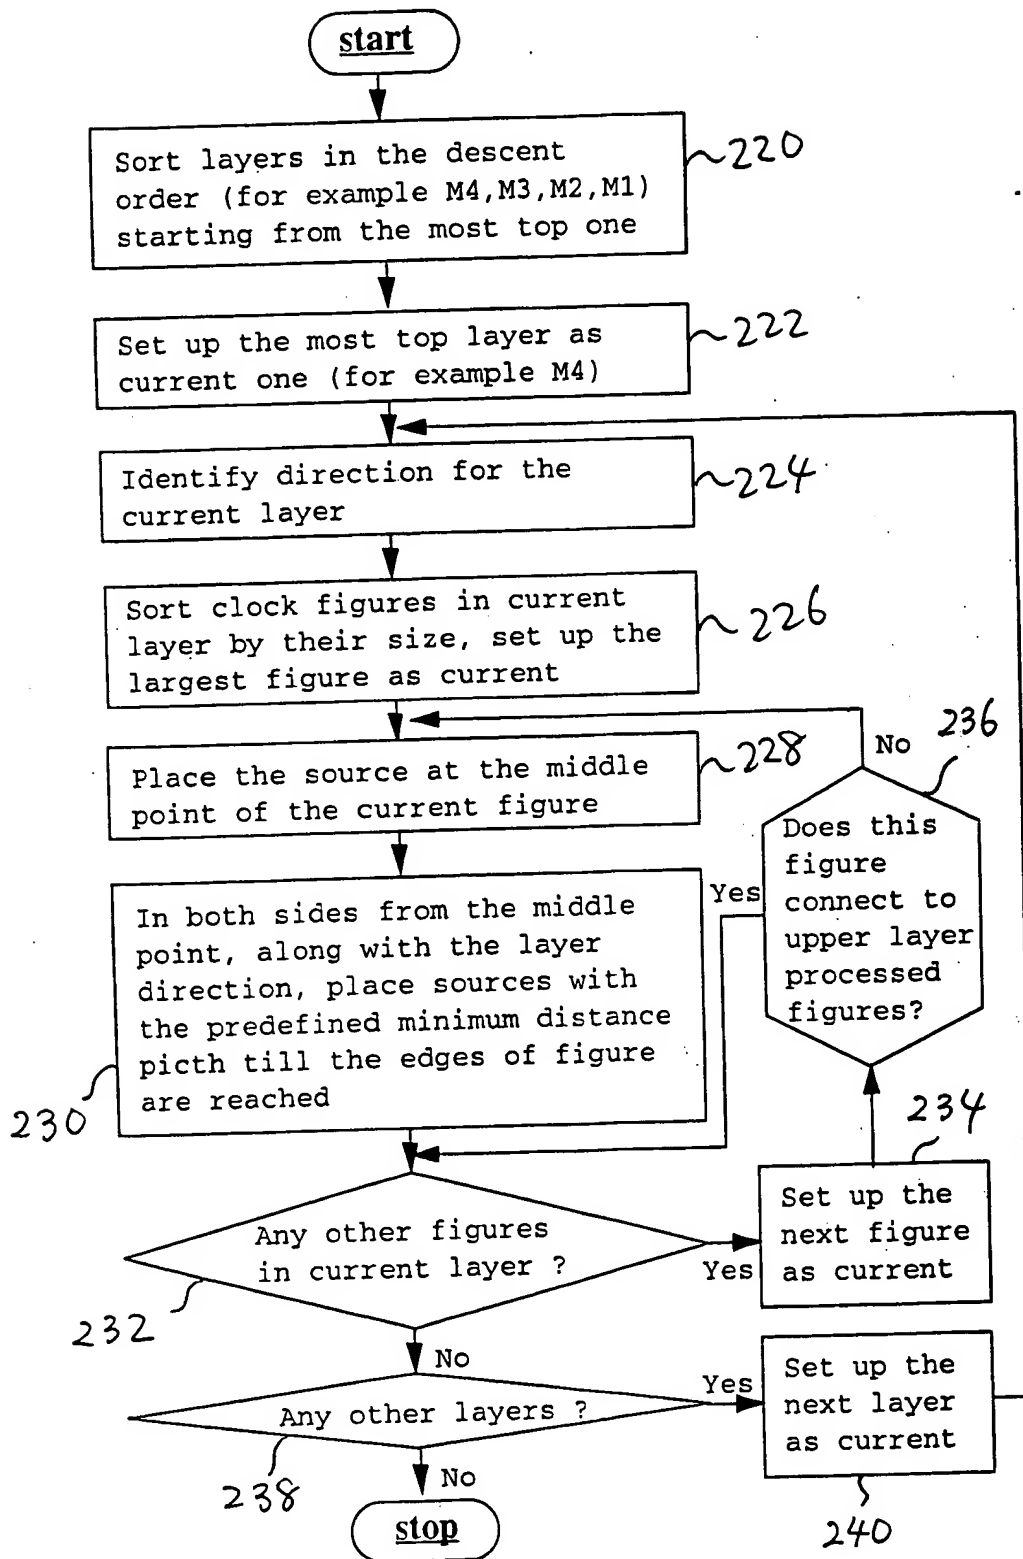 start
Sort layers in the descent
order (for example M4,M3,M2,M1)
starting from the most top one
220
Set up the most top layer as
current one (for example M4)
222
Identify direction for the
current layer
224
Sort clock figures in current
layer by their size, set up the
largest figure as current
226
Place the source at the middle
point of the current figure
228
No
236
Does this
figure
connect to
upper layer
processed
figures?
Yes
In both sides from the middle
point, along with the layer
direction, place sources with
the predefined minimum distance
picth till the edges of figure
are reached
230
234
Any other figures
in current layer ?
232
Yes
Set up the
next figure
as current
No
Any other layers ?
238
Yes
Set up the
next layer
as current
240
No
stop